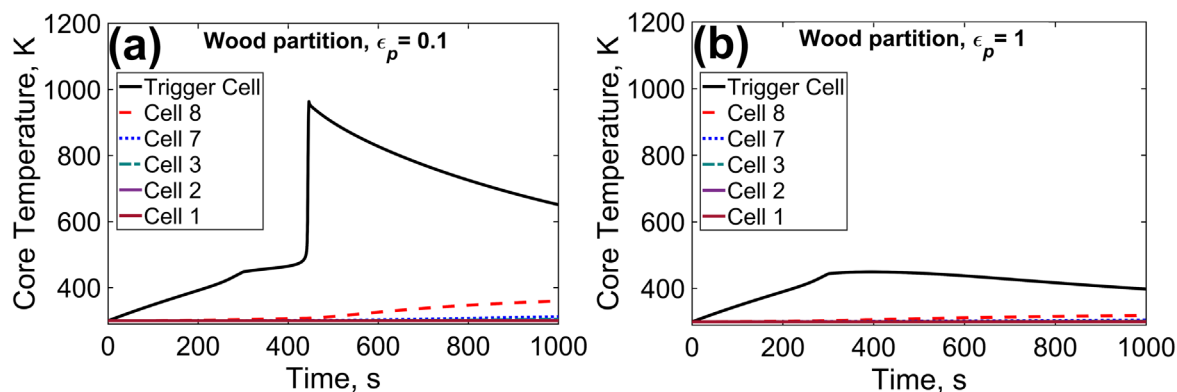 (a)
Wood partition, ϵp= 0.1
Core Temperature, K
1200
1000
800
600
400
Trigger Cell
Cell 8
Cell 7
Cell 3
Cell 2
Cell 1
0 200 400 600 800 1000
Time, s
(b)
Wood partition, ϵp= 1
Core Temperature, K
1200
1000
800
600
400
Trigger Cell
Cell 8
Cell 7
Cell 3
Cell 2
Cell 1
0 200 400 600 800 1000
Time, s